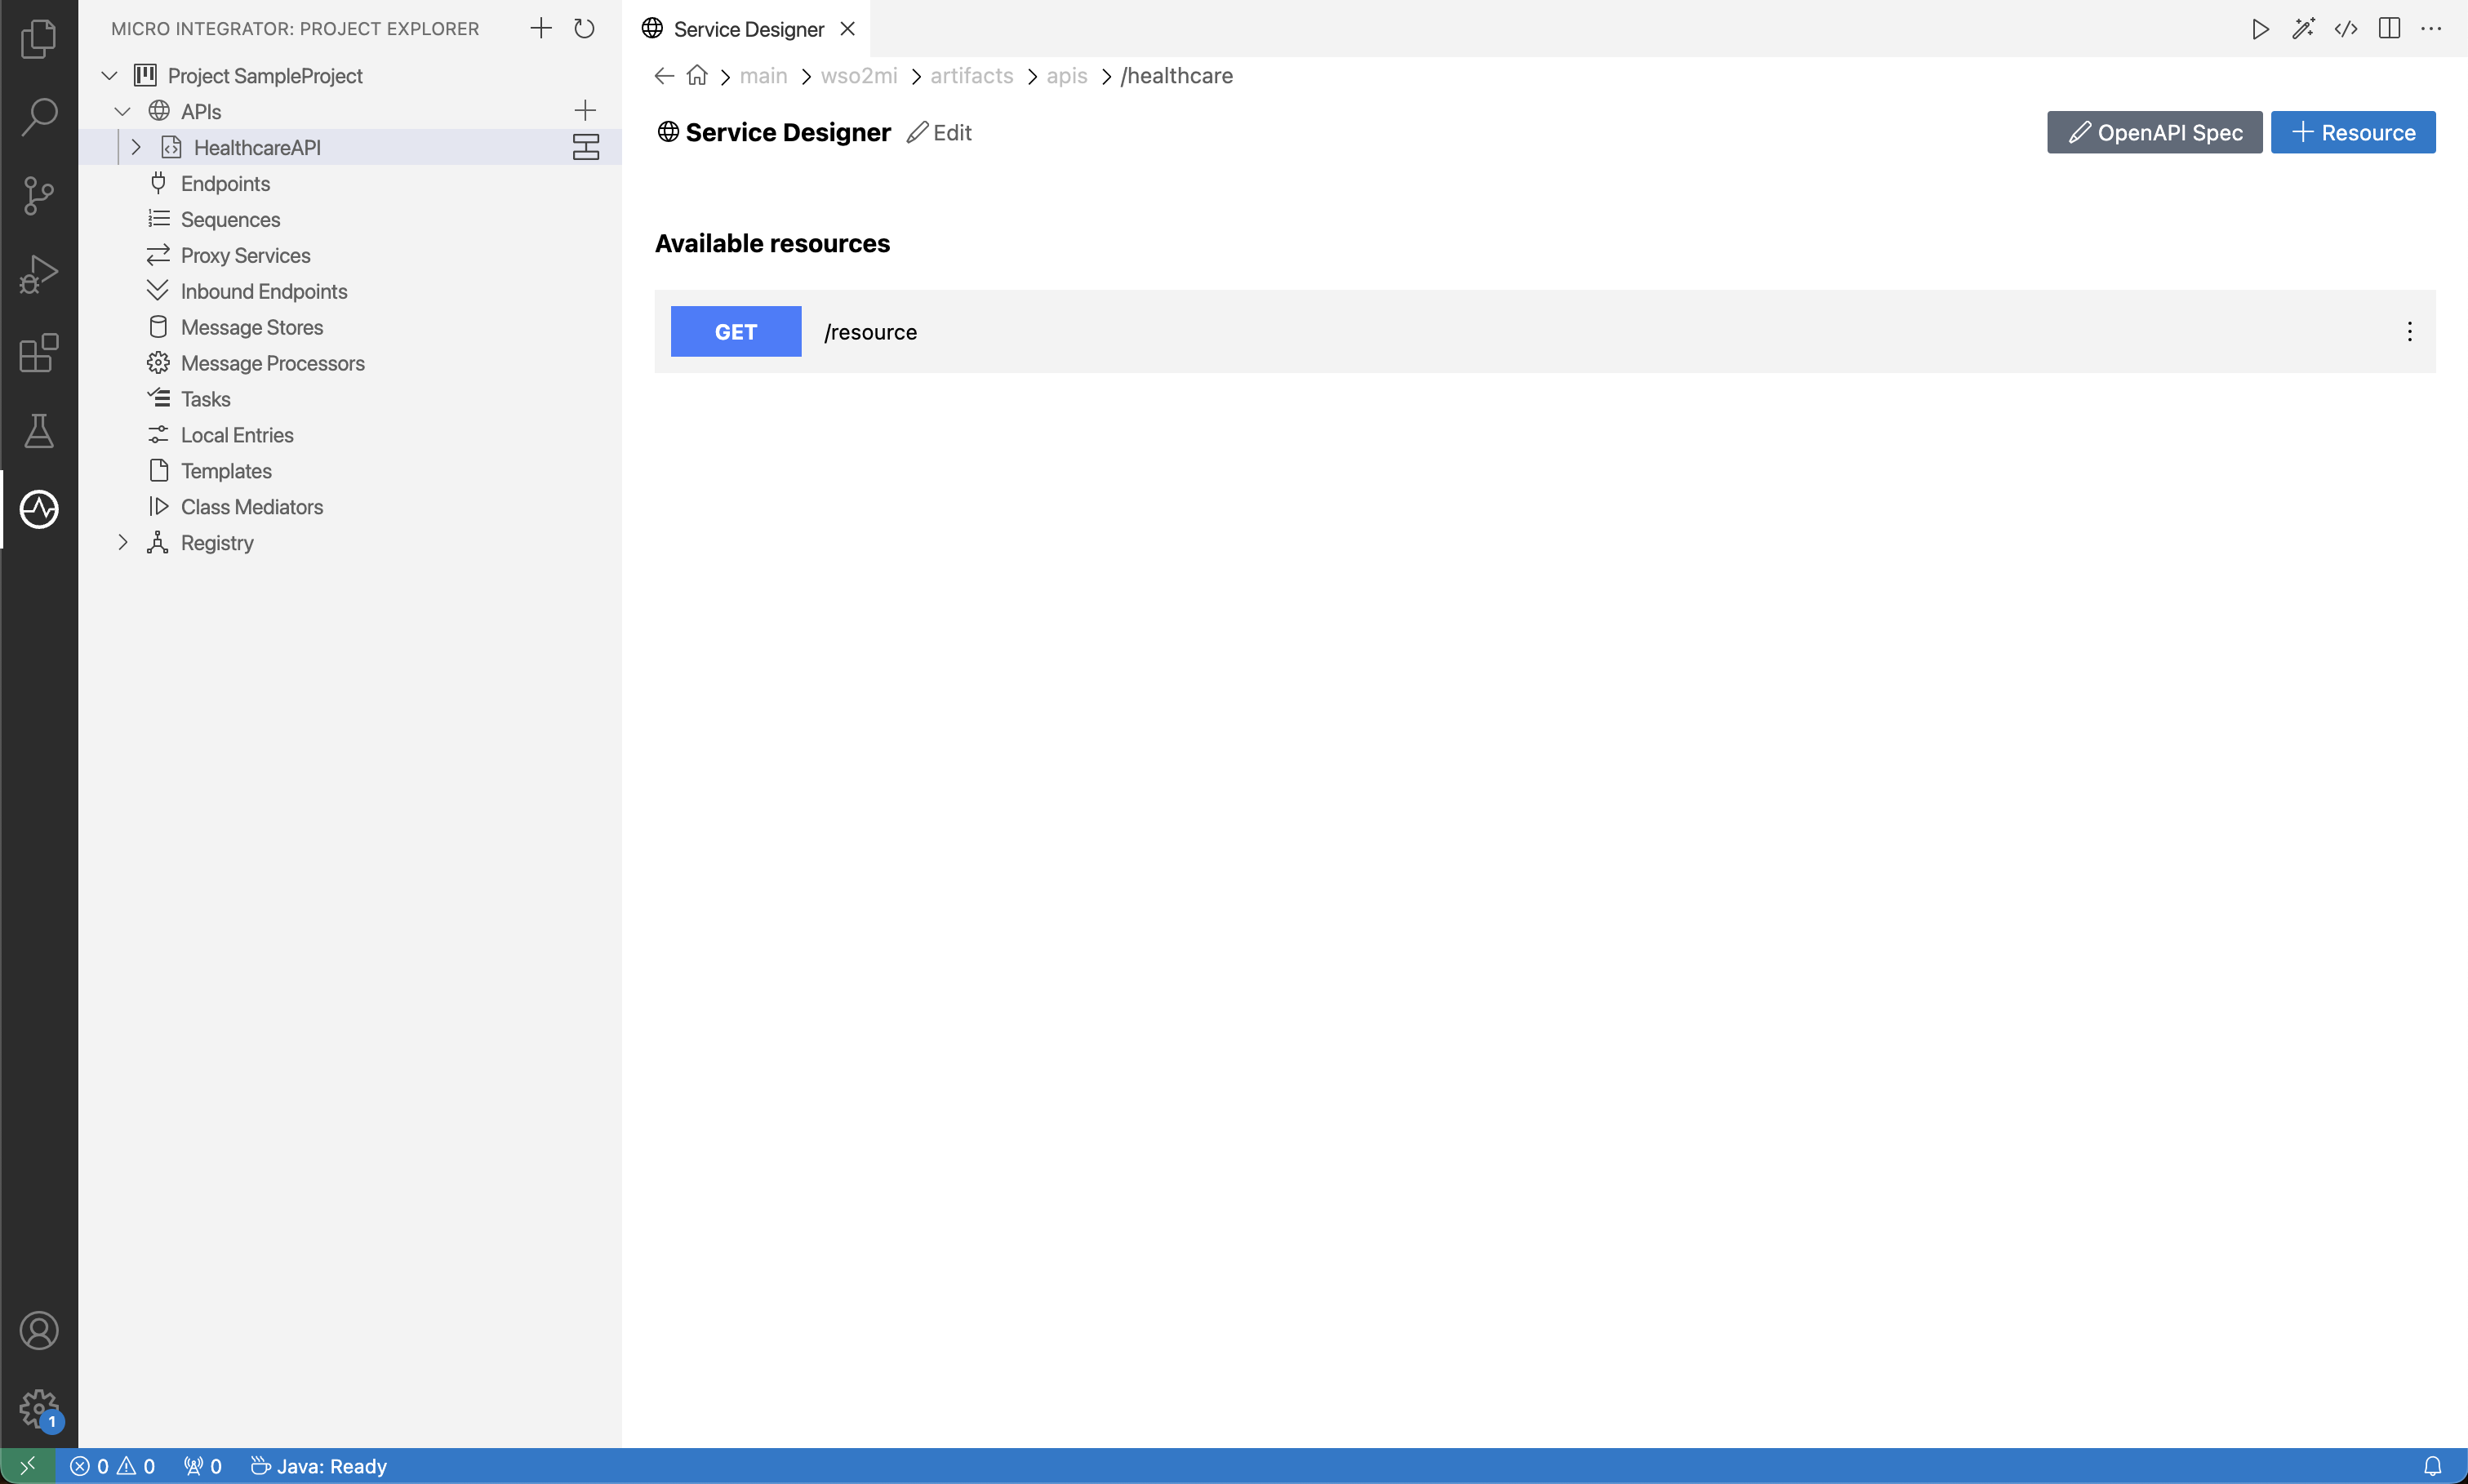 MICRO INTEGRATOR: PROJECT EXPLORER
Project SampleProject
APIs
HealthcareAPI
Endpoints
Sequences
Proxy Services
Inbound Endpoints
Message Stores
Message Processors
Tasks
Local Entries
Templates
Class Mediators
Registry
1
Service Designer
main wso2mi artifacts apis /healthcare
Service Designer Edit
OpenAPI Spec Resource
Available resources
GET /resource
0 0 0 Java: Ready